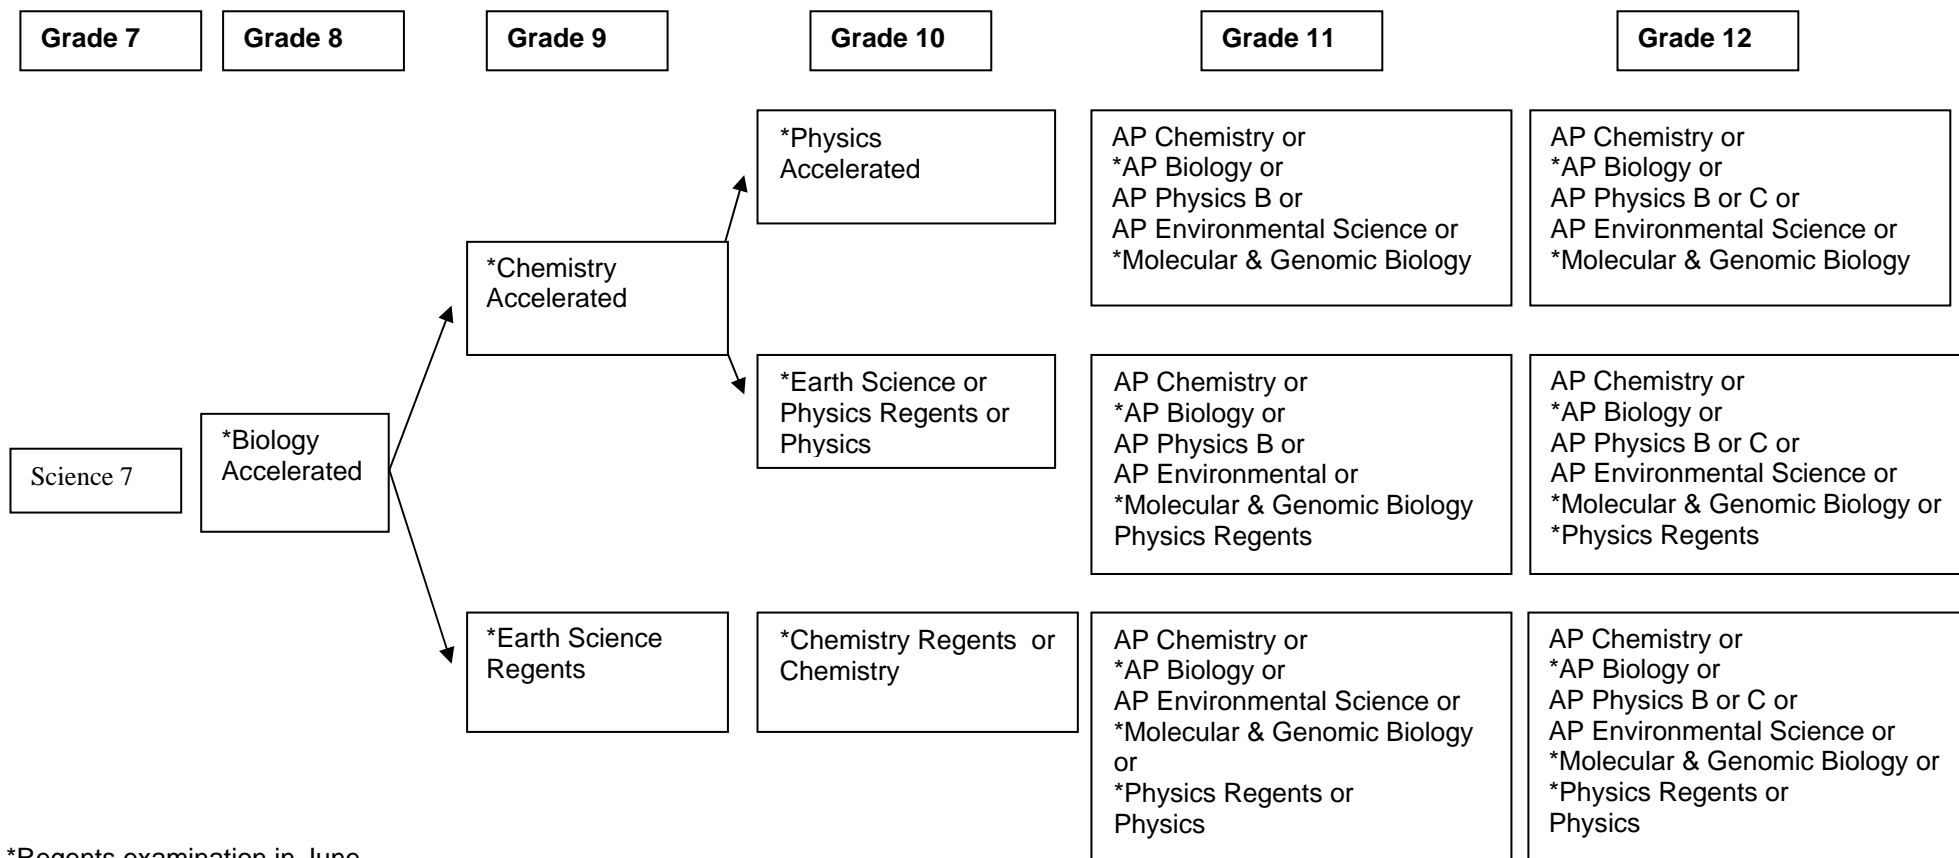 Grade 7
Grade 8
Grade 9
Grade 10
Grade 11
Grade 12
Science 7
*Biology
Accelerated
*Chemistry
Accelerated
*Earth Science
Regents
*Physics
Accelerated
*Earth Science or
Physics Regents or
Physics
*Chemistry Regents or
Chemistry
AP Chemistry or
*AP Biology or
AP Physics B or
AP Environmental Science or
*Molecular & Genomic Biology
AP Chemistry or
*AP Biology or
AP Physics B or
AP Environmental or
*Molecular & Genomic Biology
Physics Regents
AP Chemistry or
*AP Biology or
AP Environmental Science or
*Molecular & Genomic Biology
or
*Physics Regents or
Physics
AP Chemistry or
*AP Biology or
AP Physics B or C or
AP Environmental Science or
*Molecular & Genomic Biology
AP Chemistry or
*AP Biology or
AP Physics B or C or
AP Environmental Science or
*Molecular & Genomic Biology or
*Physics Regents
AP Chemistry or
*AP Biology or
AP Physics B or C or
AP Environmental Science or
*Molecular & Genomic Biology or
*Physics Regents or
Physics
*Regents examination in June